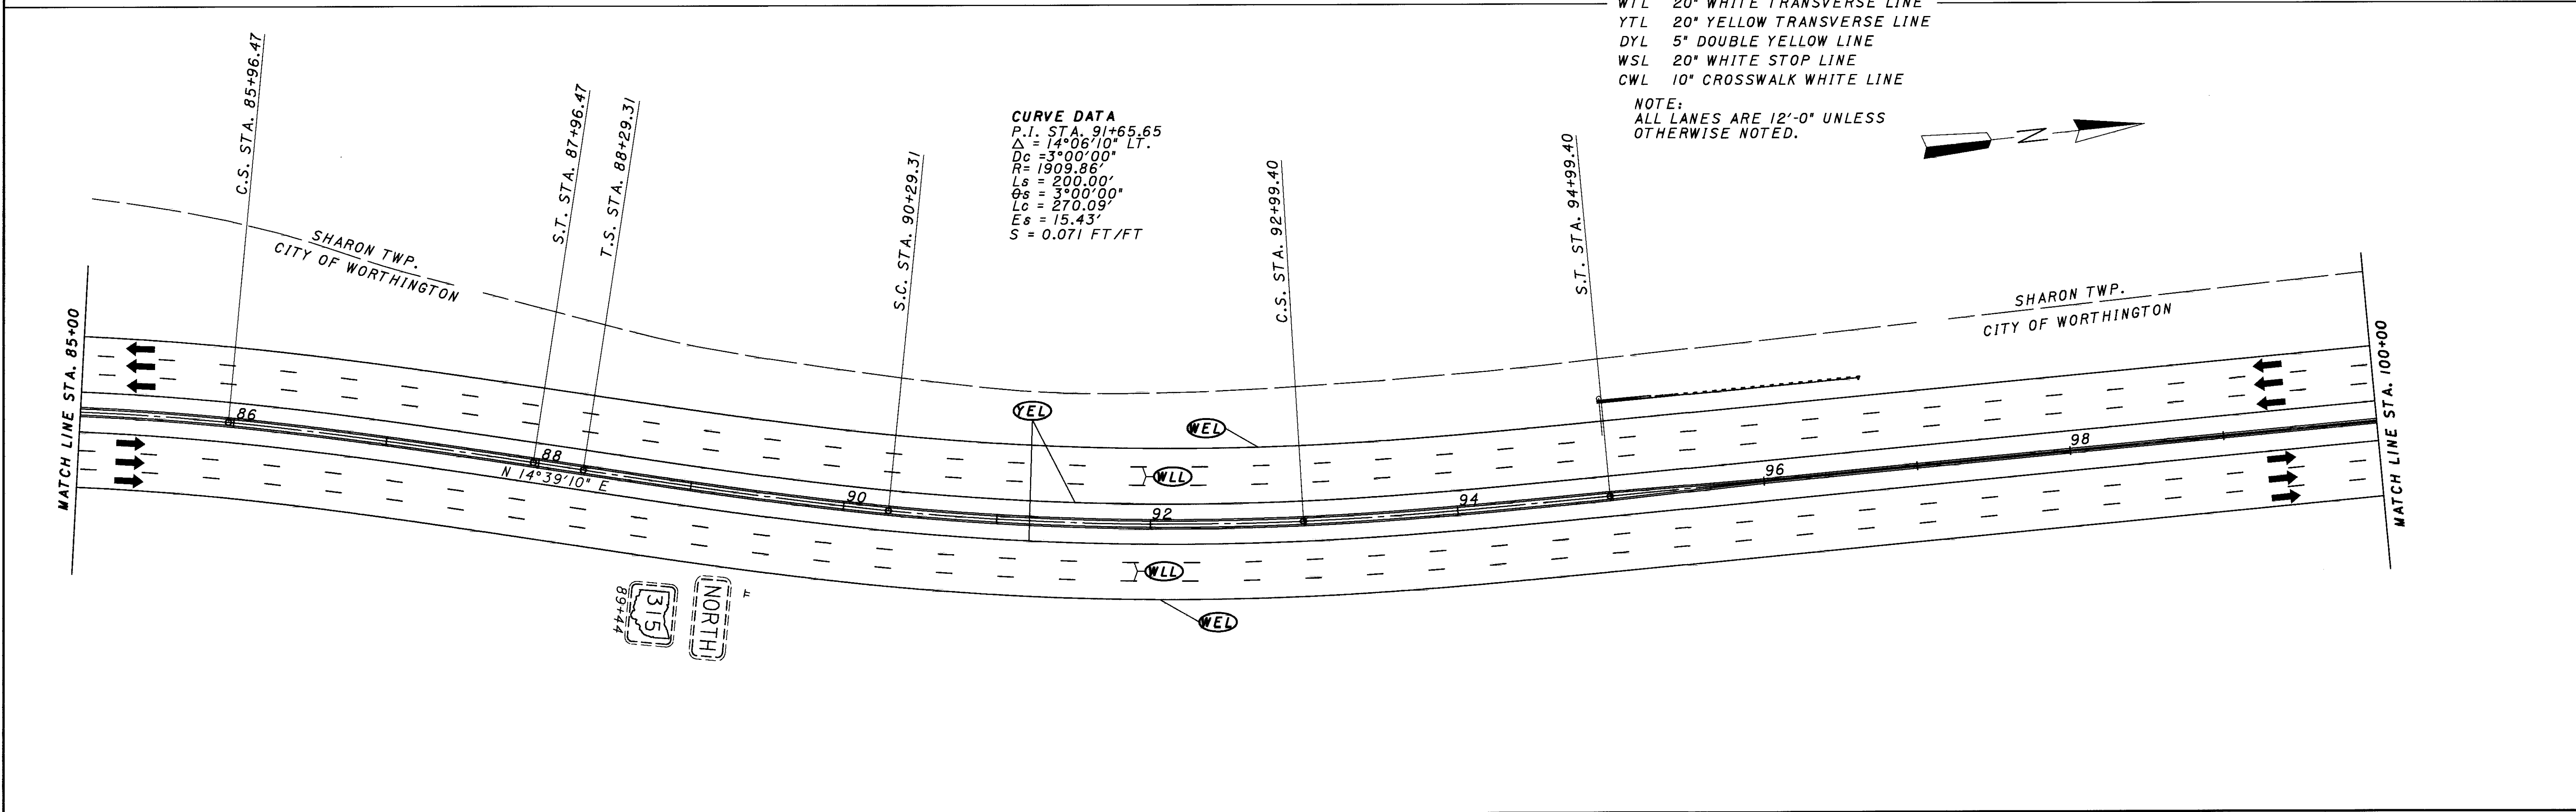 WTL 20" WHITE TRANSVERSE LINE
YTL 20" YELLOW TRANSVERSE LINE
DYL 5" DOUBLE YELLOW LINE
WSL 20" WHITE STOP LINE
CWL 10" CROSSWALK WHITE LINE
NOTE:
ALL LANES ARE 12'-0" UNLESS
OTHERWISE NOTED.
N
CURVE DATA
P.I. STA. 91+65.65
△ = 14°06'10" LT.
Dc =3°00'00"
R= 1909.86'
Ls = 200.00'
θs = 3°00'00"
Lc = 270.09'
Es = 15.43'
S = 0.071 FT/FT
C.S. STA. 85+96.47
S.T. STA. 87+96.47
T.S. STA. 88+29.31
S.C. STA. 90+29.31
C.S. STA. 92+99.40
S.T. STA. 94+99.40
SHARON TWP.
CITY OF WORTHINGTON
SHARON TWP.
CITY OF WORTHINGTON
MATCH LINE STA. 85+00
MATCH LINE STA. 100+00
86
88
90
92
94
96
98
N 14°39'10" E
YEL
WEL
WLL
WLL
WEL
89+44
315
NORTH